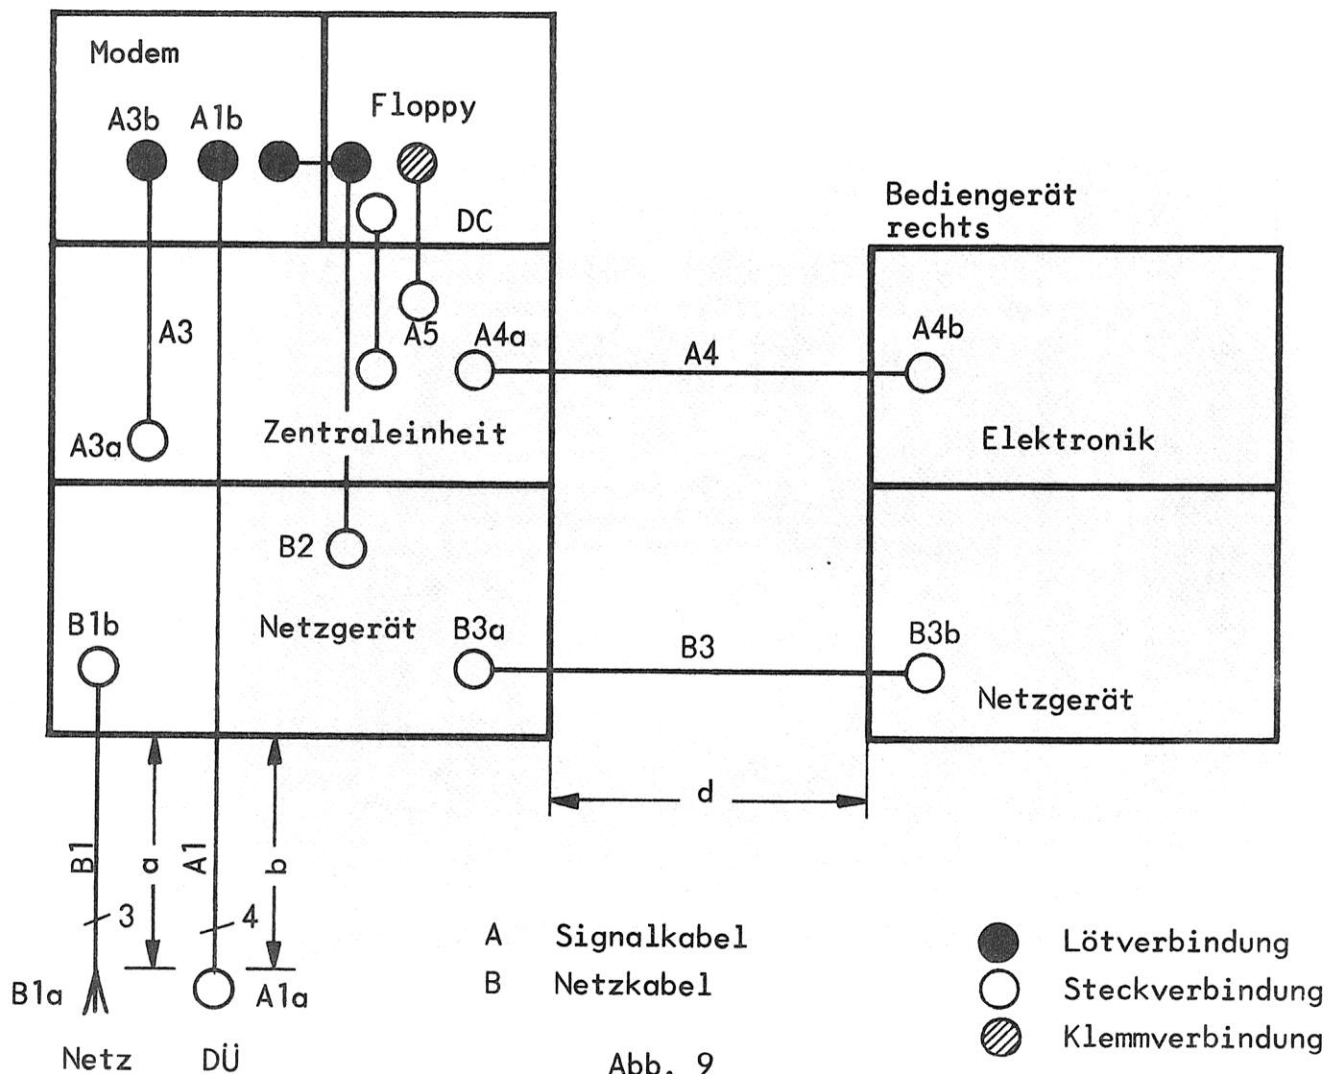 Modem
Floppy
A3b
A1b
DC
Bediengerät
rechts
A3
A5
A4a
A4
A4b
A3a
Zentraleinheit
Elektronik
B2
B1b
Netzgerät
B3a
B3
B3b
Netzgerät
d
B1
a
A1
b
3
4
B1a
A1a
Netz
DÜ
A Signalkabel
B Netzkabel
Lötverbindung
Steckverbindung
Klemmverbindung
Abb. 9